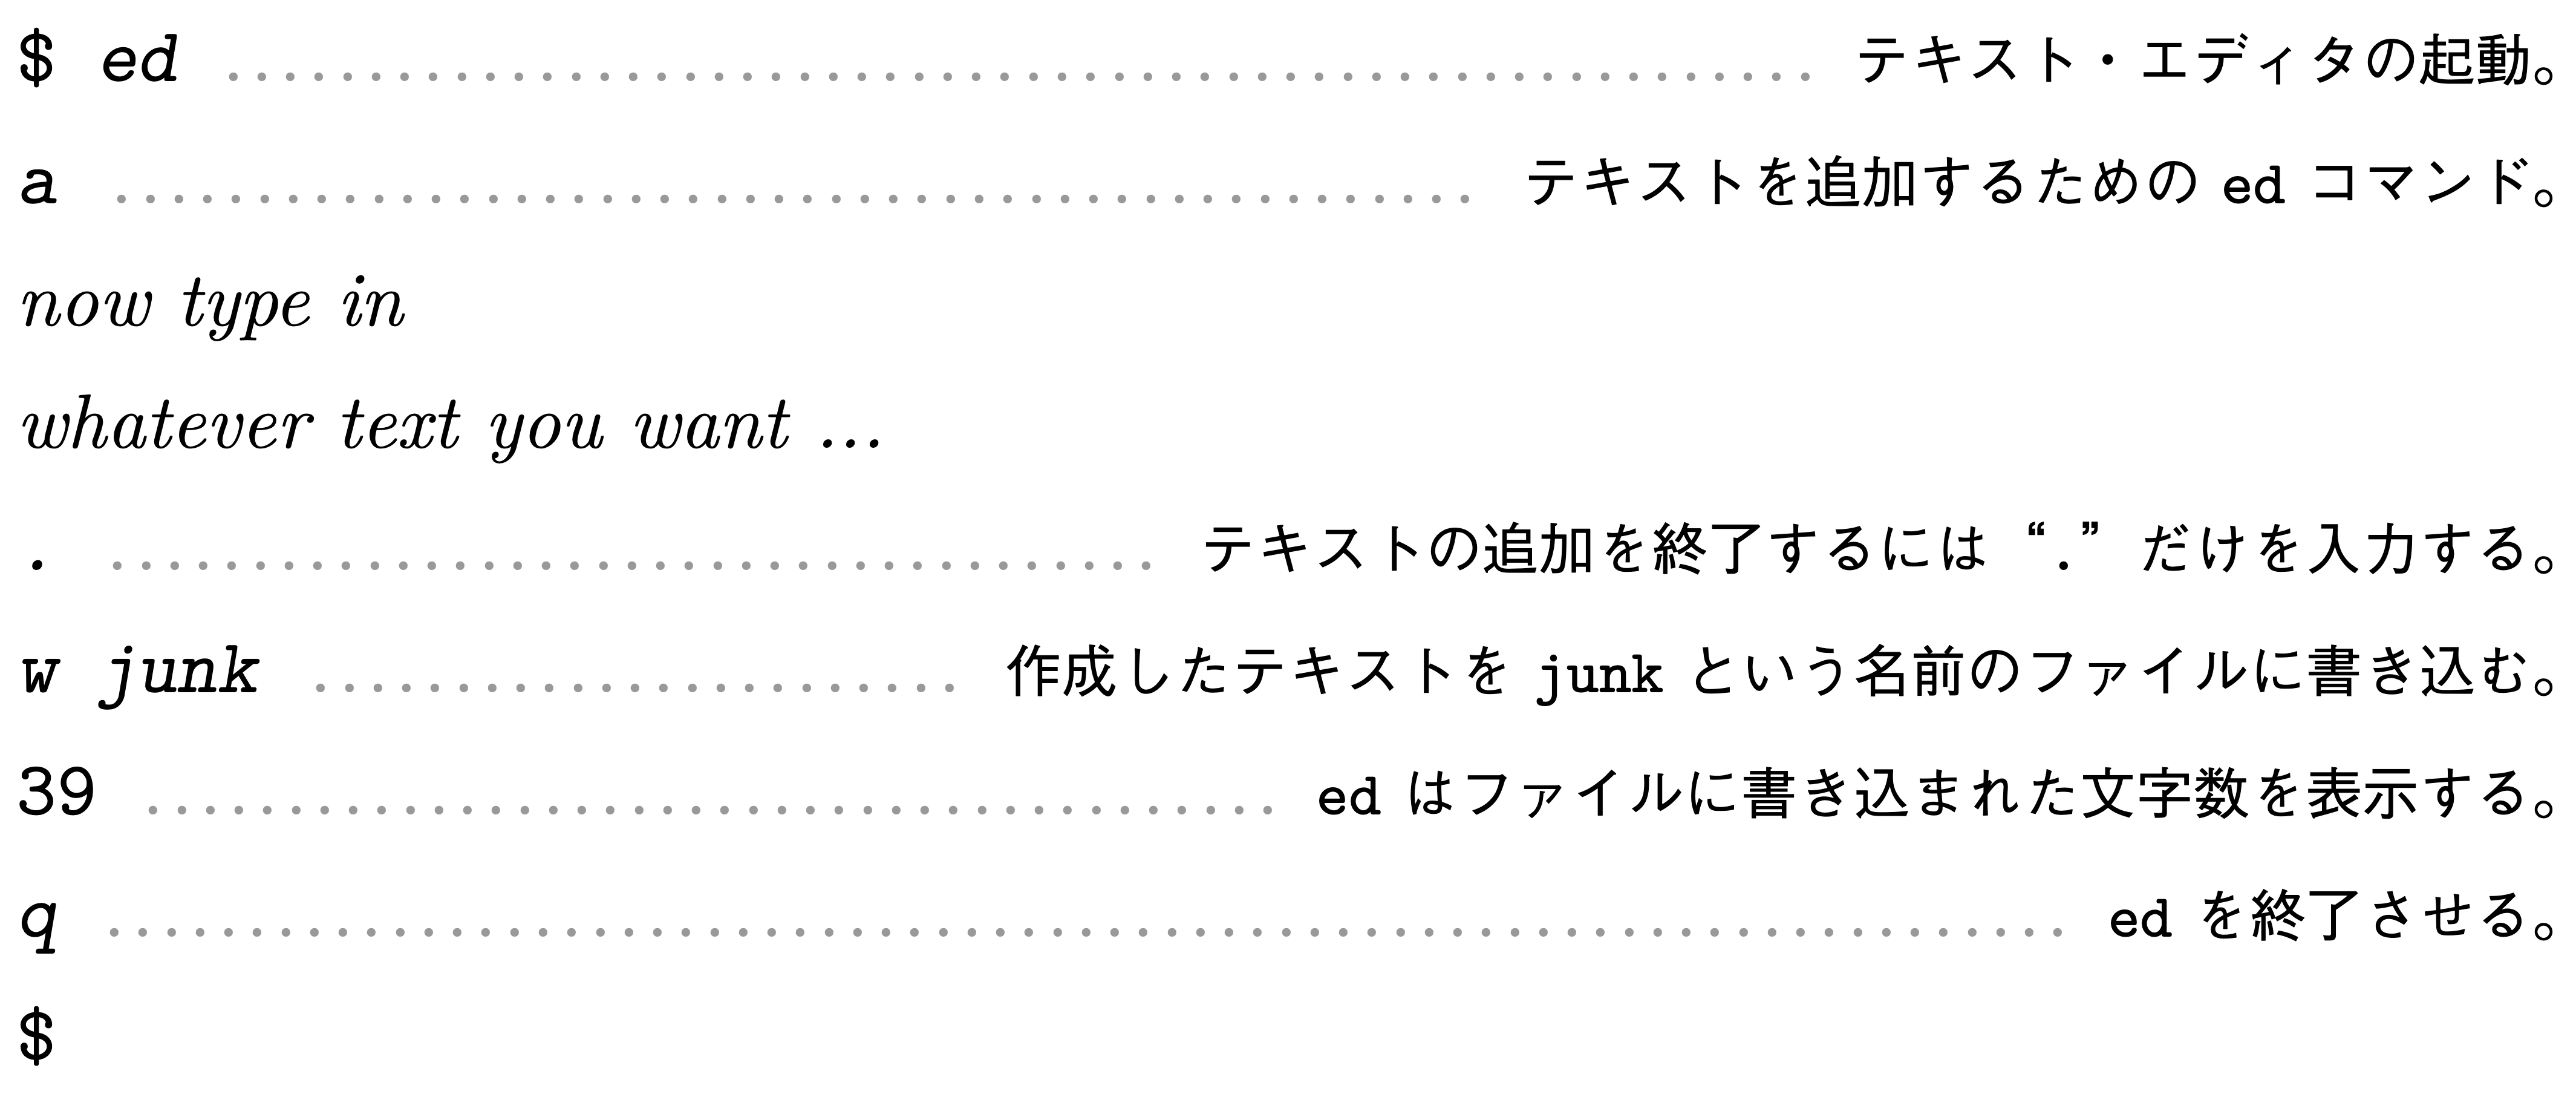 $ ed ........................................................ テキスト・エディタの起動。
a ................................................ テキストを追加するための ed コマンド。
now type in
whatever text you want ...
. ..................................... テキストの追加を終了するには “.” だけを入力する。
w junk ....................... 作成したテキストを junk という名前のファイルに書き込む。
39 ........................................ ed はファイルに書き込まれた文字数を表示する。
q ..................................................................... ed を終了させる。
$